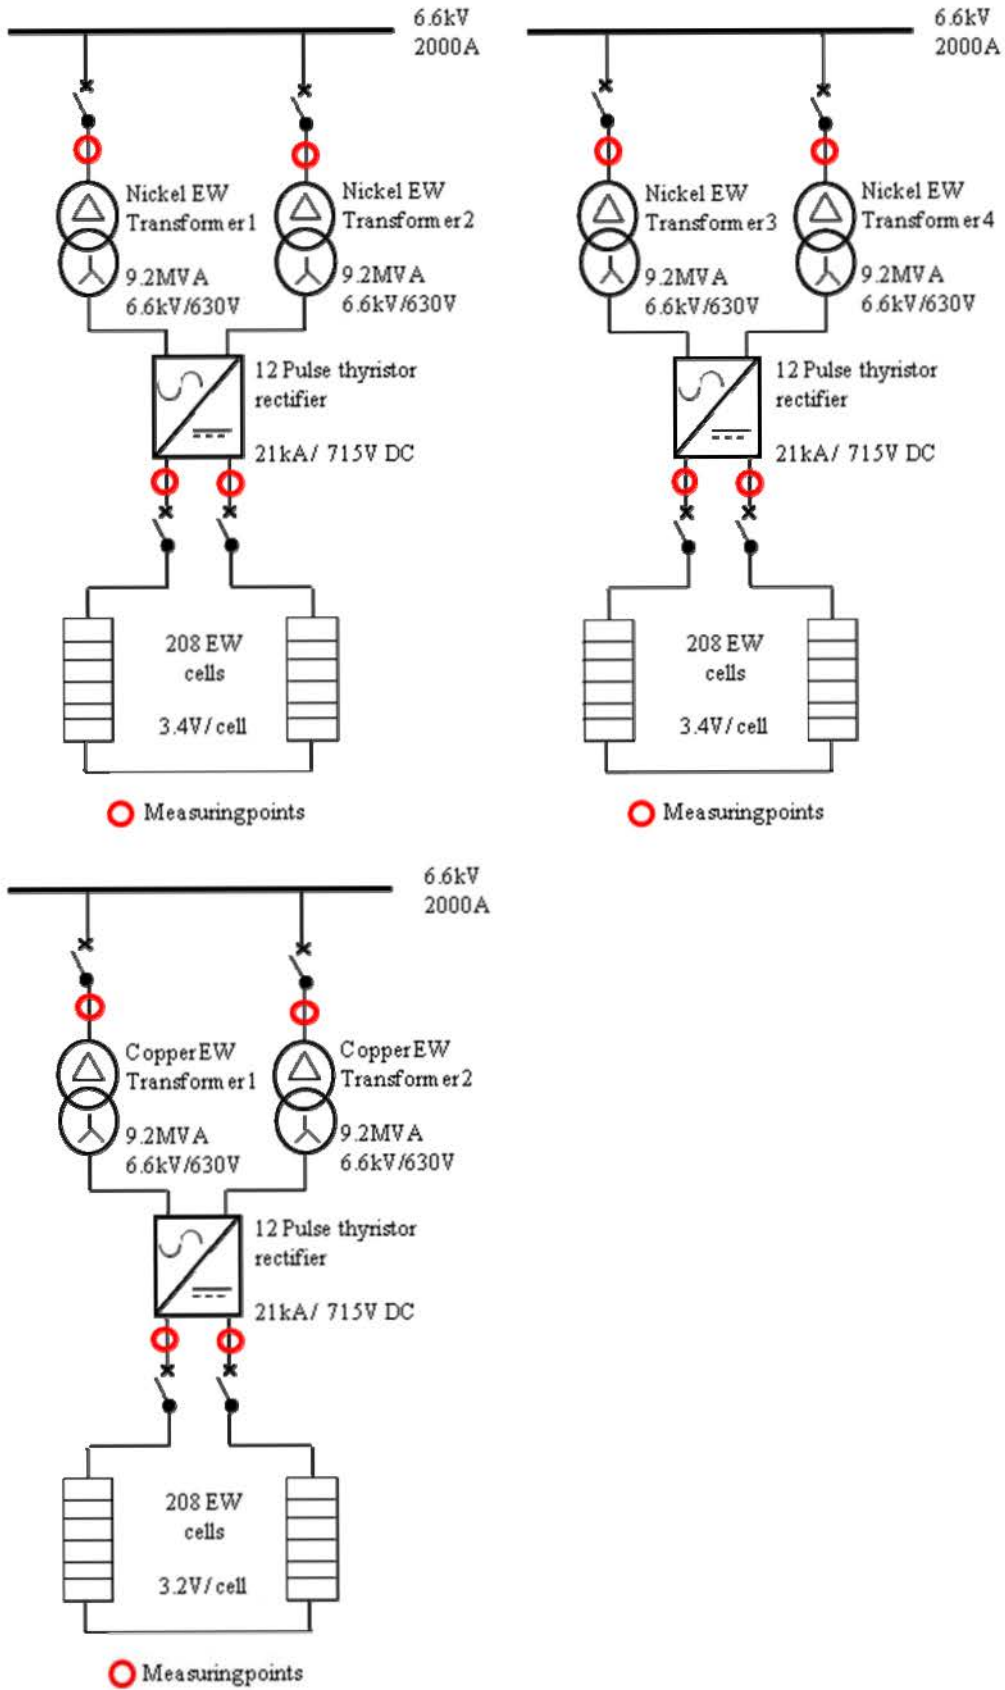 6.6kV
2000A
Nickel EW
Transformer1
9.2MVA
6.6kV/630V
Nickel EW
Transformer2
9.2MVA
6.6kV/630V
12 Pulse thyristor
rectifier
21kA/ 715V DC
208 EW
cells
3.4V/cell
Measuringpoints
6.6kV
2000A
Nickel EW
Transformer3
9.2MVA
6.6kV/630V
Nickel EW
Transformer4
9.2MVA
6.6kV/630V
12 Pulse thyristor
rectifier
21kA/ 715V DC
208 EW
cells
3.4V/cell
Measuringpoints
6.6kV
2000A
CopperEW
Transformer1
9.2MVA
6.6kV/630V
CopperEW
Transformer2
9.2MVA
6.6kV/630V
12 Pulse thyristor
rectifier
21kA/ 715V DC
208 EW
cells
3.2V/cell
Measuringpoints